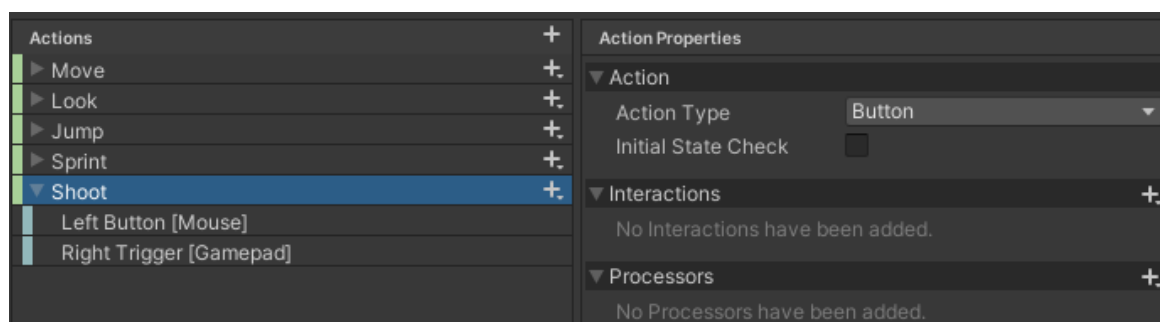 Actions
Move
Look
Jump
Sprint
Shoot
Left Button [Mouse]
Right Trigger [Gamepad]
Action Properties
Action
Action Type Button
Initial State Check
Interactions
No Interactions have been added.
Processors
No Processors have been added.